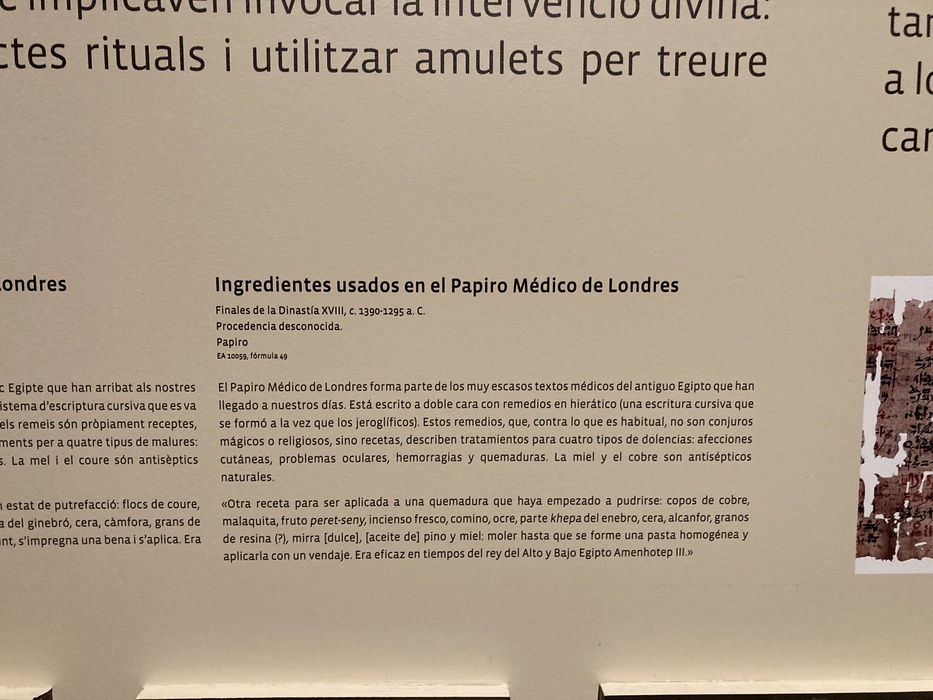 implicaven invocar la intervenció divina:
rituals i utilitzar amulets per treure
Ingredientes usados en el Papiro Médico de Londres
Finales de la Dinastía XVIII, c. 1390-1295 a. C.
Procedencia desconocida.
Papiro
EA 10059, fórmula 49
El Papiro Médico de Londres forma parte de los muy escasos textos médicos del antiguo Egipto que han
llegado a nuestros días. Está escrito a doble cara con remedios en hierático (una escritura cursiva que
se formó a la vez que los jeroglíficos). Estos remedios, que, contra lo que es habitual, no son conjuros
mágicos o religiosos, sino recetas, describen tratamientos para cuatro tipos de dolencias: afecciones
cutáneas, problemas oculares, hemorragias y quemaduras. La miel y el cobre son antisépticos
naturales.
«Otra receta para ser aplicada a una quemadura que haya empezado a pudrirse: copos de cobre,
malaquita, fruto peret-seny, incienso fresco, comino, ocre, parte khepa del enebro, cera, alcanfor, granos
de resina (?), mirra [dulce], [aceite de] pino y miel: moler hasta que se forme una pasta homogénea y
aplicarla con un vendaje. Era eficaz en tiempos del rey del Alto y Bajo Egipto Amenhotep III.»
Londres
Egipte que han arribat als nostres
d'escriptura cursiva que es va
els remeis són pròpiament receptes,
per a quatre tipus de malures:
La mel i el coure són antisèptics
estat de putrefacció: flocs de coure,
del ginebró, cera, càmfora, grans de
s'impregna una bena i s'aplica. Era